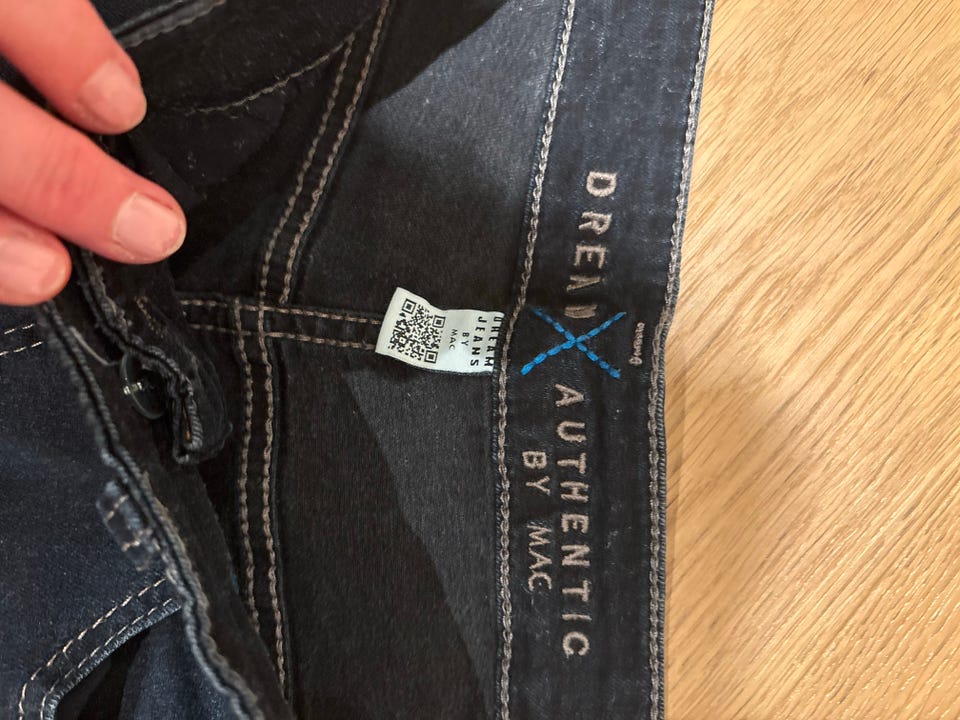 DREAM
AUTHENTIC
BY MAC
DREAM
JEANS
BY
MAC